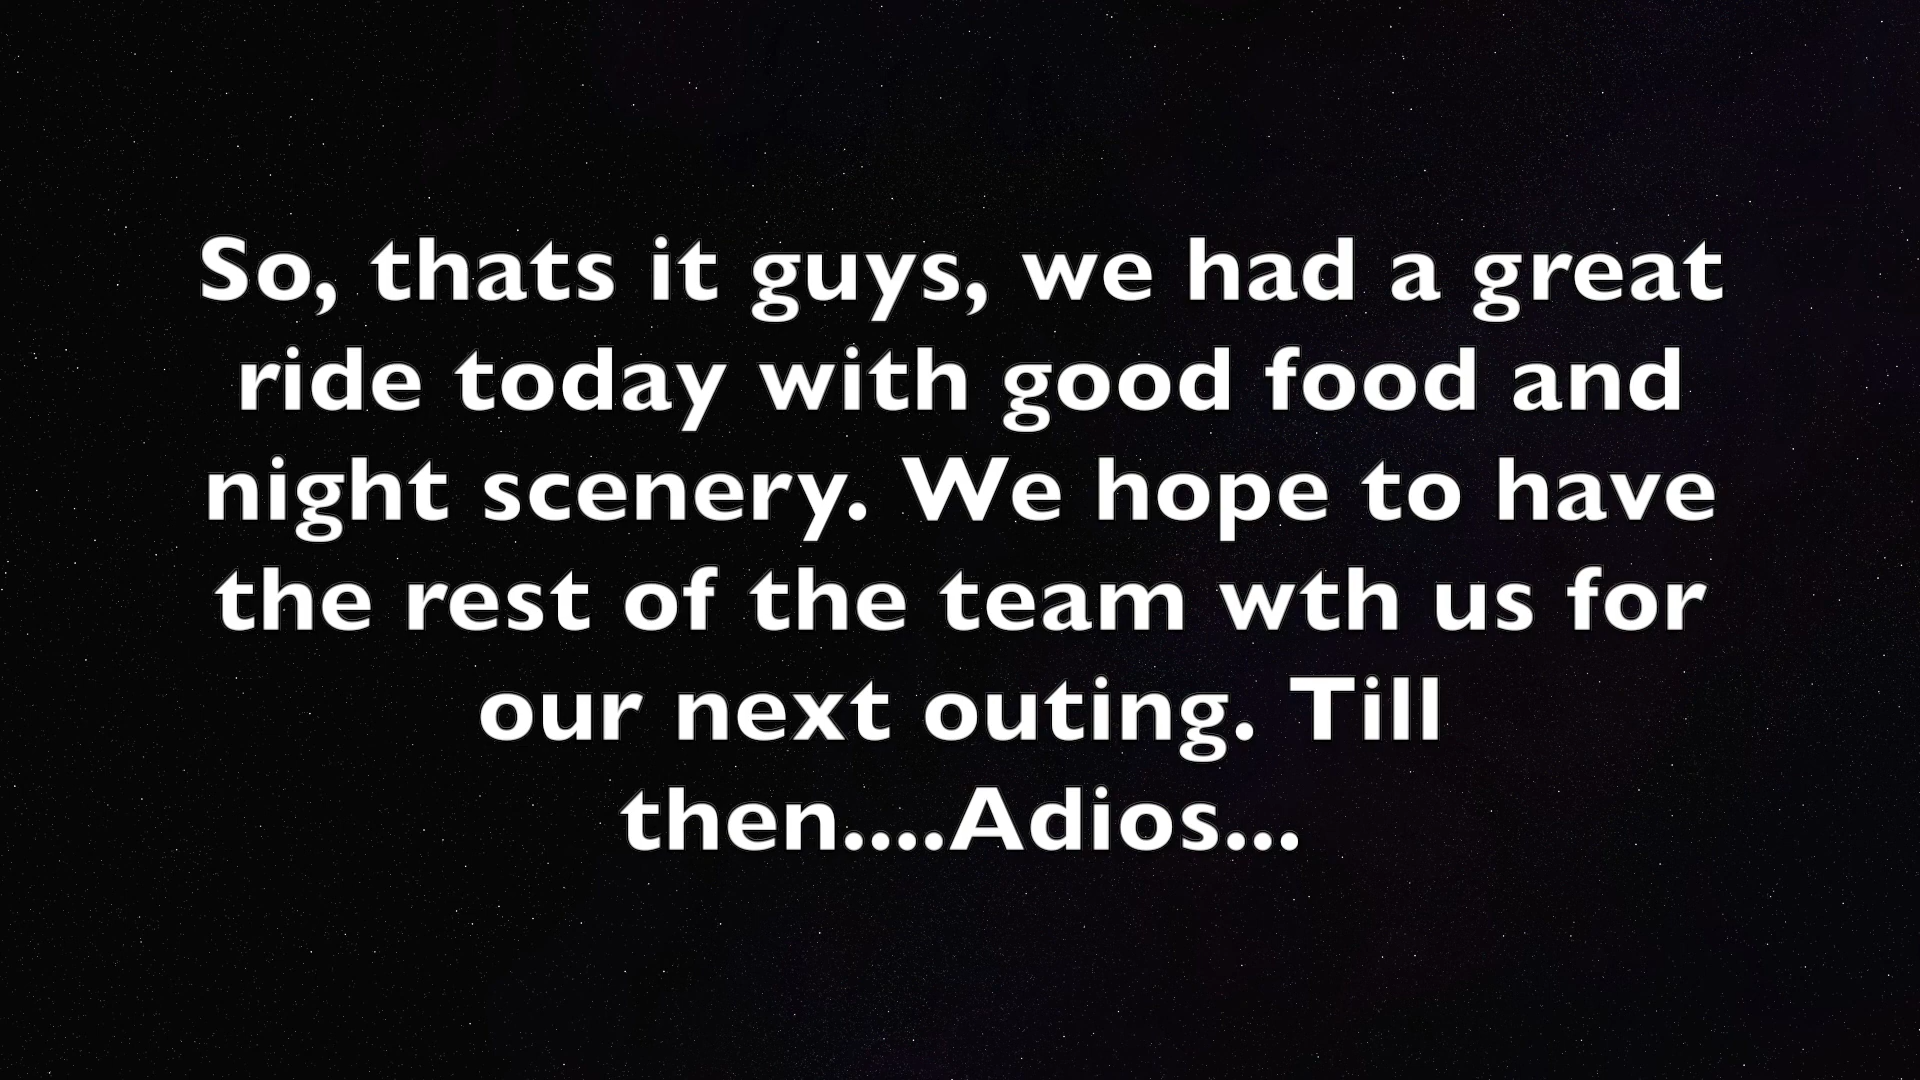 So, thats it guys, we had a great
ride today with good food and
night scenery. We hope to have
the rest of the team wth us for
our next outing. Till
then....Adios...